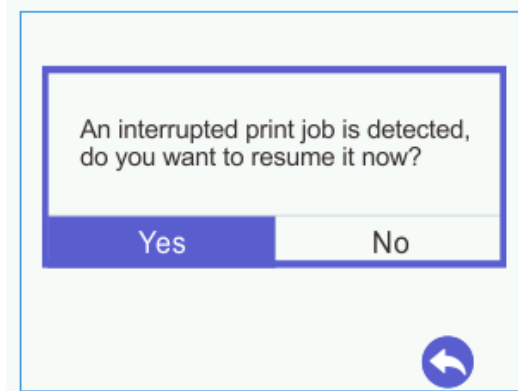 An interrupted print job is detected,
do you want to resume it now?
Yes No